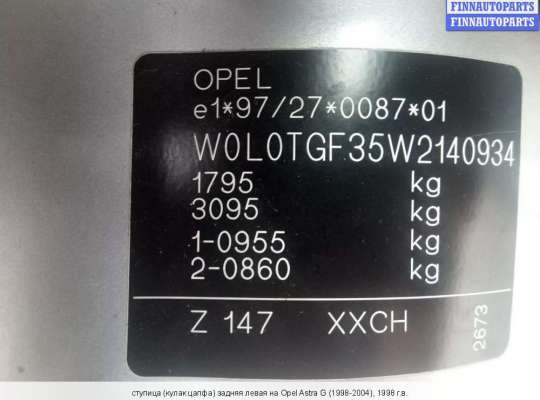 FINNAUTOPARTS
FINNAUTOPARTS
FINNAUTOPARTS
OPEL
e1*97/27*0087*01
W0L0TGF35W2140934
1795 kg
3095 kg
1-0955 kg
2-0860 kg
Z 147 XXCH
2673
ступица (кулак цапфа) задняя левая на Opel Astra G (1998-2004), 1998 г.в.